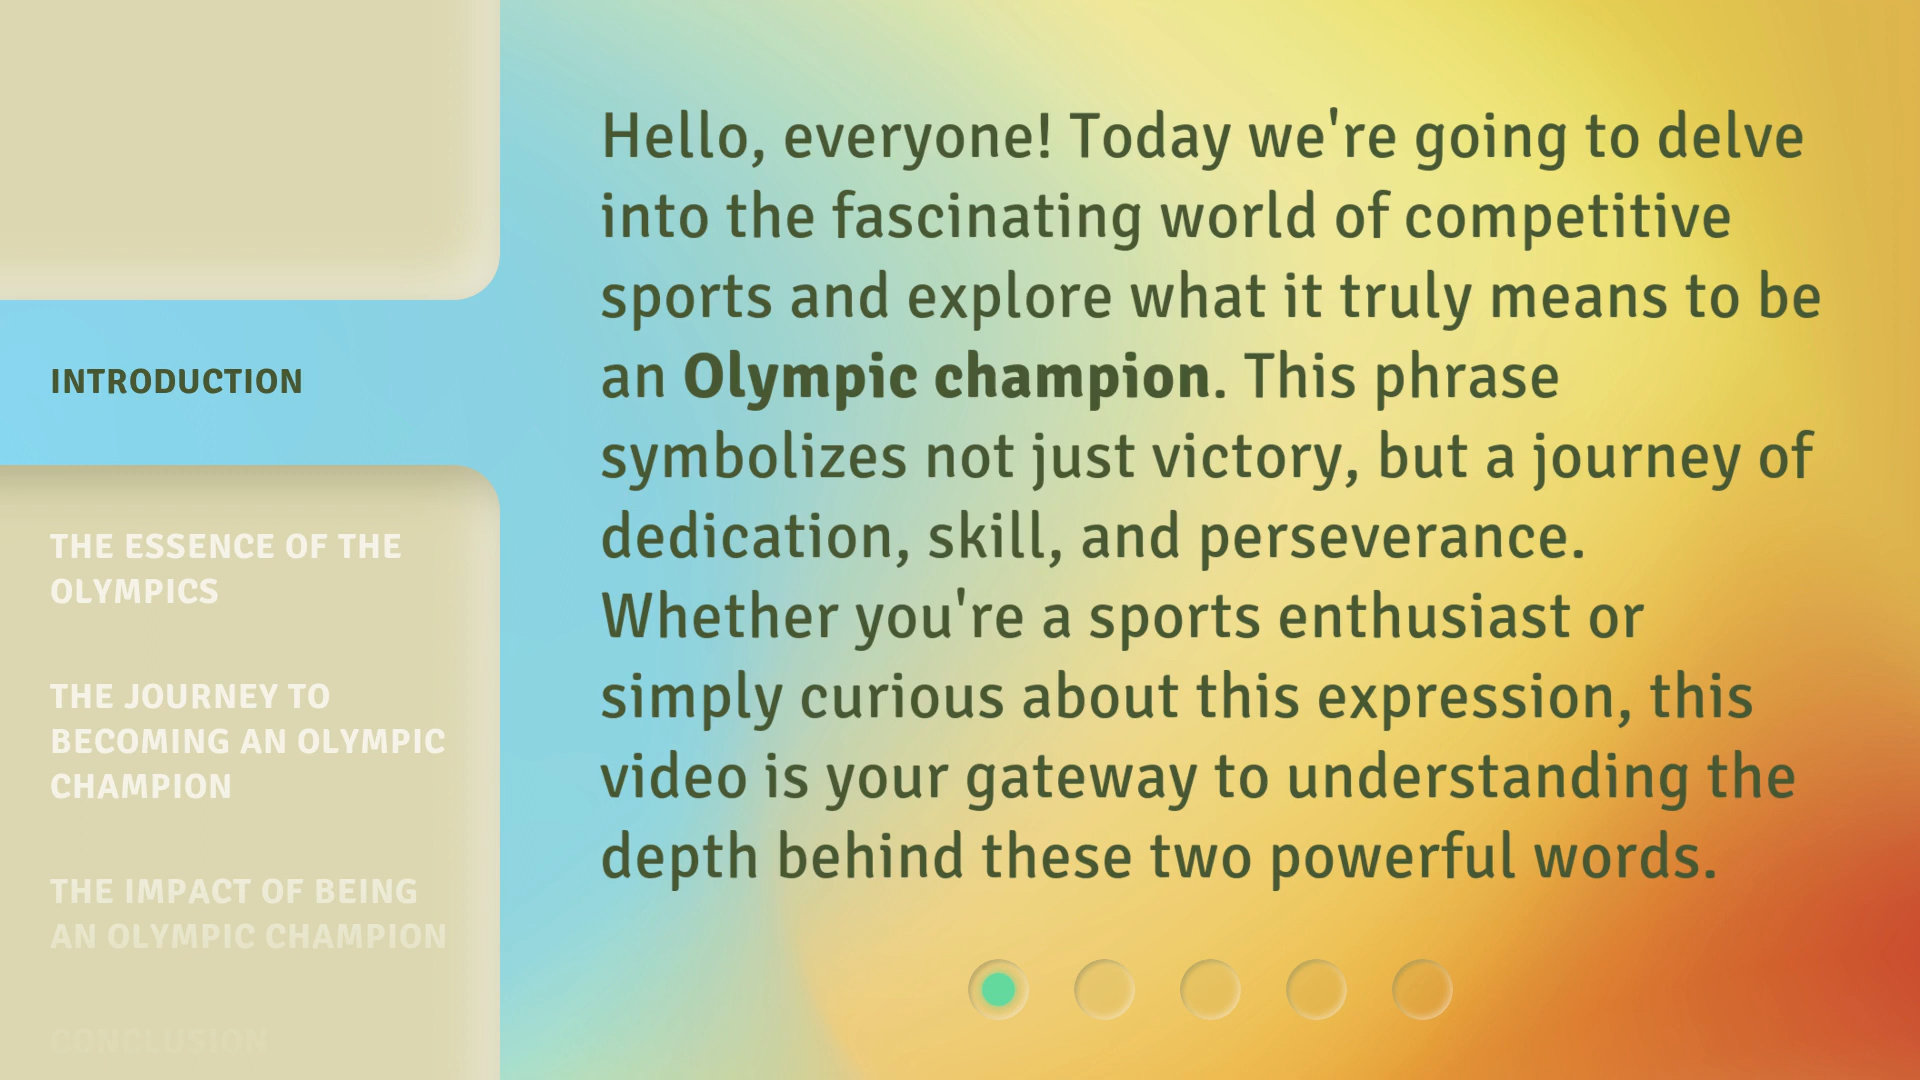 INTRODUCTION
THE ESSENCE OF THE
OLYMPICS
THE JOURNEY TO
BECOMING AN OLYMPIC
CHAMPION
THE IMPACT OF BEING
AN OLYMPIC CHAMPION
CONCLUSION
Hello, everyone! Today we're going to delve
into the fascinating world of competitive
sports and explore what it truly means to be
an Olympic champion. This phrase
symbolizes not just victory, but a journey of
dedication, skill, and perseverance.
Whether you're a sports enthusiast or
simply curious about this expression, this
video is your gateway to understanding the
depth behind these two powerful words.